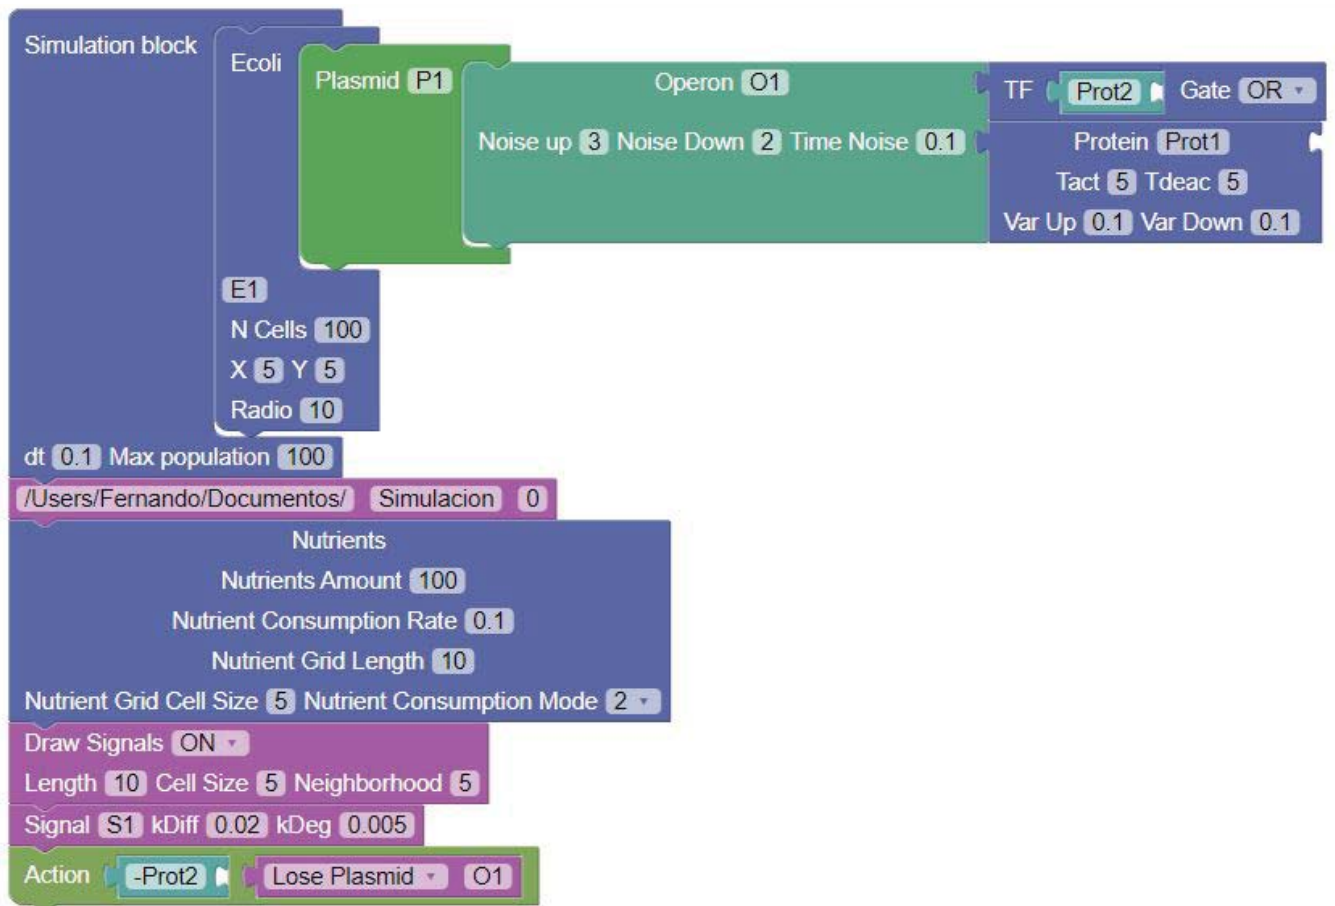 Simulation block
Ecoli
Plasmid P1
Operon O1
TF Prot2 Gate OR
Noise up 3 Noise Down 2 Time Noise 0.1
Protein Prot1
Tact 5 Tdeac 5
Var Up 0.1 Var Down 0.1
E1
N Cells 100
X 5 Y 5
Radio 10
dt 0.1 Max population 100
/Users/Fernando/Documentos/ Simulacion 0
Nutrients
Nutrients Amount 100
Nutrient Consumption Rate 0.1
Nutrient Grid Length 10
Nutrient Grid Cell Size 5 Nutrient Consumption Mode 2
Draw Signals ON
Length 10 Cell Size 5 Neighborhood 5
Signal S1 kDiff 0.02 kDeg 0.005
Action -Prot2 Lose Plasmid O1